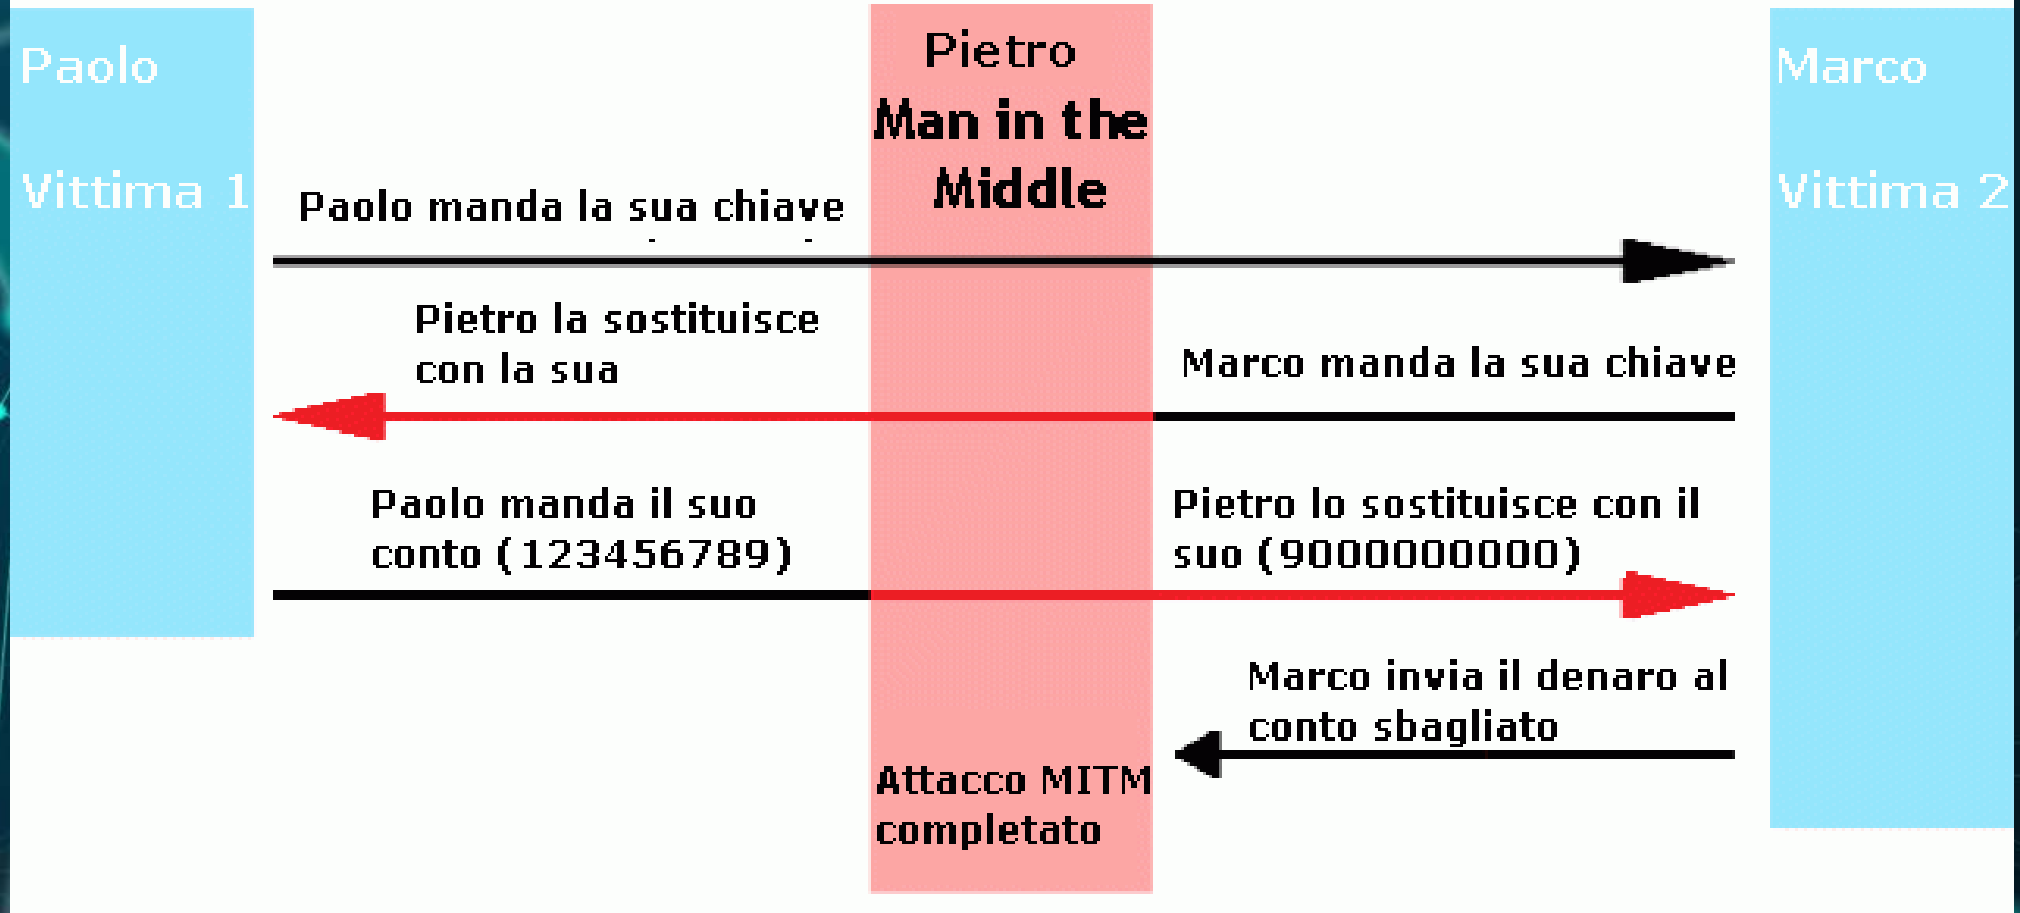 Paolo
Vittima 1
Pietro
Man in the
Middle
Marco
Vittima 2
Paolo manda la sua chiave
Pietro la sostituisce
con la sua
Marco manda la sua chiave
Paolo manda il suo
conto (123456789)
Pietro lo sostituisce con il
suo (9000000000)
Marco invia il denaro al
conto sbagliato
Attacco MITM
completato